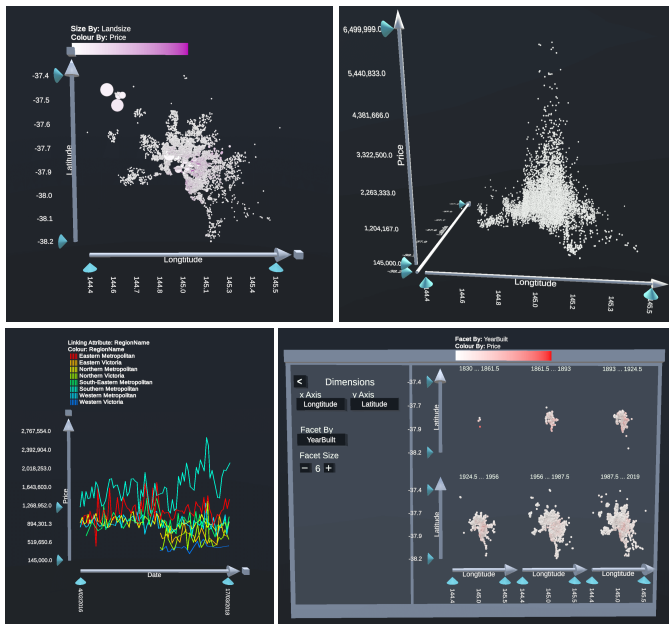 Size By: Landsize
Colour By: Price
-37.4
-37.5
-37.6
-37.8
-37.9
-38.0
-38.1
-38.2
Latitude
Longtitude
144.4
144.6
144.7
144.8
145.0
145.1
145.2
145.4
145.5
6,499,999.0
5,440,833.0
4,381,666.0
3,322,500.0
2,263,333.0
1,204,167.0
145,000.0
Price
Longtitude
144.4
144.6
144.8
145.0
145.2
145.3
145.5
Linking Attribute: RegionName
Colour: RegionName
Eastern Metropolitan
Eastern Victoria
Northern Metropolitan
Northern Victoria
South-Eastern Metropolitan
Southern Metropolitan
Western Metropolitan
Western Victoria
2,767,554.0
2,392,904.0
2,018,253.0
1,643,603.0
1,268,952.0
894,301.3
519,650.6
145,000.0
Price
Date
4/02/2016
17/03/2018
Facet By: YearBuilt
Colour By: Price
<
Dimensions
x Axis
y Axis
Longtitude
Latitude
Facet By
YearBuilt
Facet Size
6
1830 ... 1861.5
1861.5 ... 1893
1893 ... 1924.5
-37.4
-37.7
-37.9
-38.2
Latitude
1924.5 ... 1956
1956 ... 1987.5
1987.5 ... 2019
-37.4
-37.7
-37.9
-38.2
Latitude
Longtitude
Longtitude
Longtitude
144.4
145.0
145.5
144.4
145.0
145.5
144.4
145.0
145.5